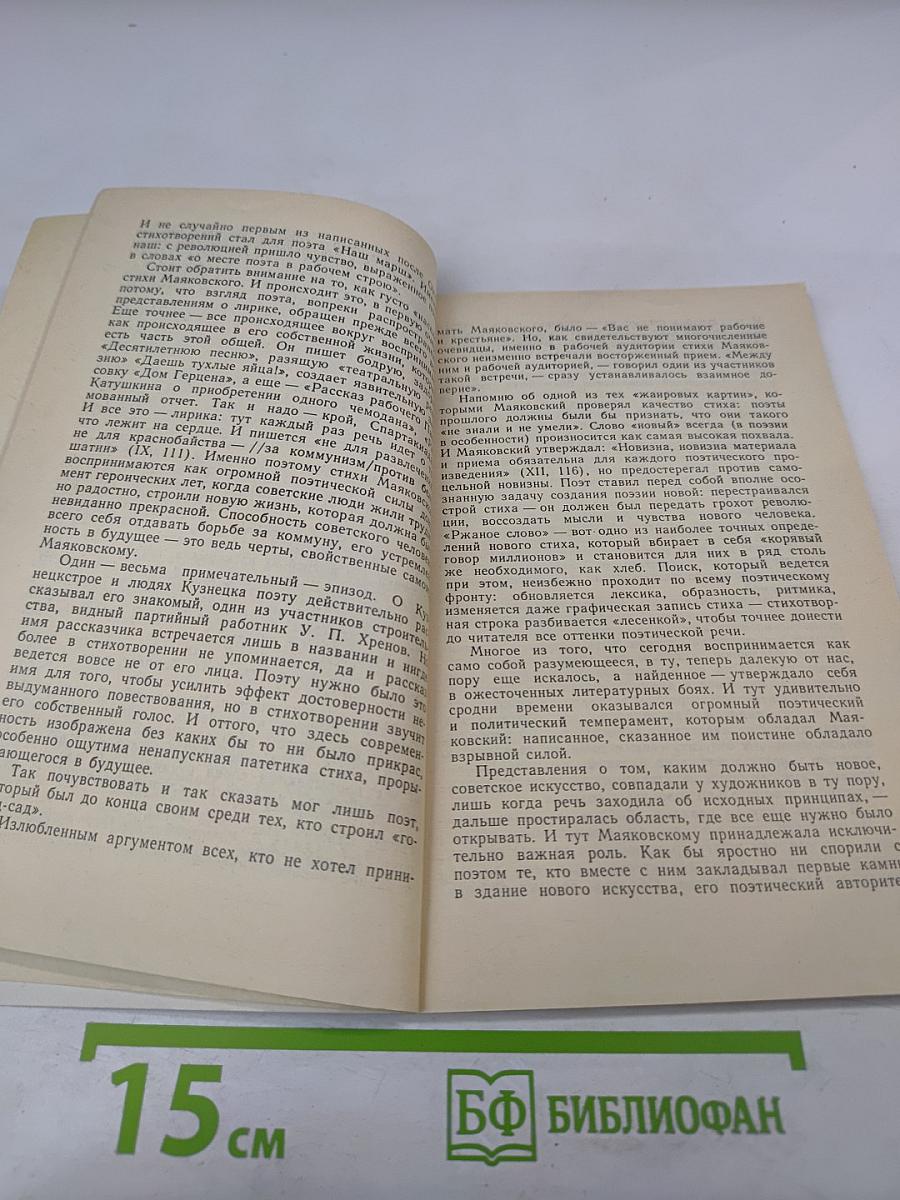 И не случайно первым из написанных после
стихотворений стал для поэта «Наш марш». И
наш: с революцией пришло чувство, выраженное
в словах «о месте поэта в рабочем строю».
Стоит обратить внимание на то, как густо
стихи Маяковского. И происходит это, в первую
потому, что взгляд поэта, вопреки
представлениям о лирике, обращен прежде всего
Еще точнее — все происходящее вокруг
как происходящее в его собственной жизни,
есть часть этой общей. Он пишет бодрую,
«Десятилетнюю песню», разящую «театральную
зию» «Даешь тухлые яйца!», создает язвительную
совку «Дом Герцена», а еще — «Рассказ рабочего
Катушкина о приобретении одного чемодана»,
мованный отчет. Так и надо — крой, Спартакиада
И все это — лирика: тут каждый раз речь идет о
что лежит на сердце. И пишется «не для развлечения
не для краснобайства — //за коммунизм/против
шатии» (IX, 111). Именно поэтому стихи Маяковского
воспринимаются как огромной поэтической силы
мент героических лет, когда советские люди жили
но радостно, строили новую жизнь, которая должна
невиданно прекрасной. Способность советского
всего себя отдавать борьбе за коммуну, его
ность в будущее — это ведь черты, свойственные
Маяковскому.
Один — весьма примечательный — эпизод. О Куз-
нецкстрое и людях Кузнецка поэту действительно рас-
сказывал его знакомый, один из участников строитель-
ства, видный партийный работник У. П. Хренов. Но
имя рассказчика встречается лишь в названии и нигде
более в стихотворении не упоминается, да и рассказ
ведется вовсе не от его лица. Поэту нужно было это
имя для того, чтобы усилить эффект достоверности не-
выдуманного повествования, но в стихотворении звучит
его собственный голос. И оттого, что здесь современ-
ность изображена без каких бы то ни было прикрас,
особенно ощутима ненапускная патетика стиха, проры-
ающегося в будущее.
Так почувствовать и так сказать мог лишь поэт,
торый был до конца своим среди тех, кто строил «го-
д-сад».
Излюбленным аргументом всех, кто не хотел прини-
мать Маяковского, было — «Вас не понимают рабочие
и крестьяне». Но, как свидетельствуют многочисленные
очевидцы, именно в рабочей аудитории стихи Маяков-
ского неизменно встречали восторженный прием. «Между
ним и рабочей аудиторией, — говорил один из участников
такой встречи, — сразу устанавливалось взаимное до-
верие».
Напомню об одной из тех «жанровых картин», ко-
торыми Маяковский проверял качество стиха: поэты
прошлого должны были бы признать, что они такого
«не знали и не умели». Слово «новый» всегда (в поэзии
в особенности) произносится как самая высокая похвала.
И Маяковский утверждал: «Новизна, новизна материала
и приема обязательна для каждого поэтического про-
изведения» (XII, 116), но предостерегал против само-
цельной новизны. Поэт ставил перед собой вполне осо-
знанную задачу создания поэзии новой: перестраивался
строй стиха — он должен был передать грохот револю-
ции, воссоздать мысли и чувства нового человека.
«Ржаное слово» — вот одно из наиболее точных опреде-
лений нового стиха, который вбирает в себя «корявый
говор миллионов» и становится для них в ряд столь
же необходимого, как хлеб. Поиск, который ведется
при этом, неизбежно проходит по всему поэтическому
фронту: обновляется лексика, образность, ритмика,
изменяется даже графическая запись стиха — стихотвор-
ная строка разбивается «лесенкой», чтобы точнее донести
до читателя все оттенки поэтической речи.
Многое из того, что сегодня воспринимается как
само собой разумеющееся, в ту, теперь далекую от нас,
пору еще искалось, а найденное — утверждало себя
в ожесточенных литературных боях. И тут удивительно
сродни времени оказался огромный поэтический
и политический темперамент, которым обладал Мая-
ковский: написанное, сказанное им поистине обладало
взрывной силой.
Представления о том, каким должно быть новое,
советское искусство, совпадали у художников в ту пору,
лишь когда речь заходила об исходных принципах, —
дальше простиралась область, где все еще нужно было
открывать. И тут Маяковскому принадлежала исключи-
тельно важная роль. Как бы яростно ни спорили с
поэтом те, кто вместе с ним закладывал первые камни
в здание нового искусства, его поэтический авторите
15 см
БФ БИБЛИОФАН